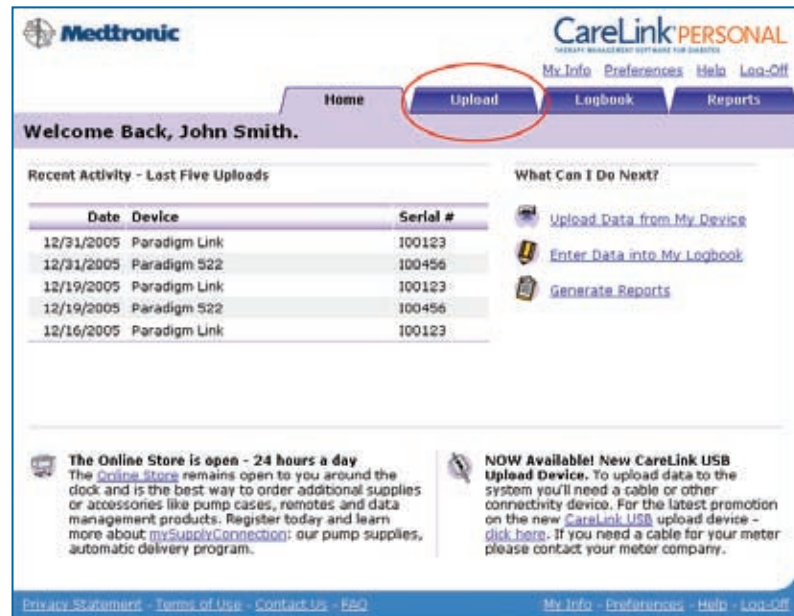 Medtronic
CareLink PERSONAL
THERAPY MANAGEMENT SOFTWARE FOR DIABETES
My Info Preferences Help Log-Off
Home Upload Logbook Reports
Welcome Back, John Smith.
Recent Activity - Last Five Uploads
Date Device Serial #
12/31/2005 Paradigm Link I00123
12/31/2005 Paradigm 522 I00456
12/19/2005 Paradigm Link I00123
12/19/2005 Paradigm 522 I00456
12/16/2005 Paradigm Link I00123
What Can I Do Next?
Upload Data from My Device
Enter Data into My Logbook
Generate Reports
The Online Store is open - 24 hours a day
The Online Store remains open to you around the
clock and is the best way to order additional supplies
or accessories like pump cases, remotes and data
management products. Register today and learn
more about mySupplyConnection: our pump supplies,
automatic delivery program.
NOW Available! New CareLink USB
Upload Device. To upload data to the
system you'll need a cable or other
connectivity device. For the latest promotion
on the new CareLink USB upload device -
click here. If you need a cable for your meter
please contact your meter company.
Privacy Statement - Terms of Use - Contact Us - FAQ
My Info - Preferences - Help - Log-Off